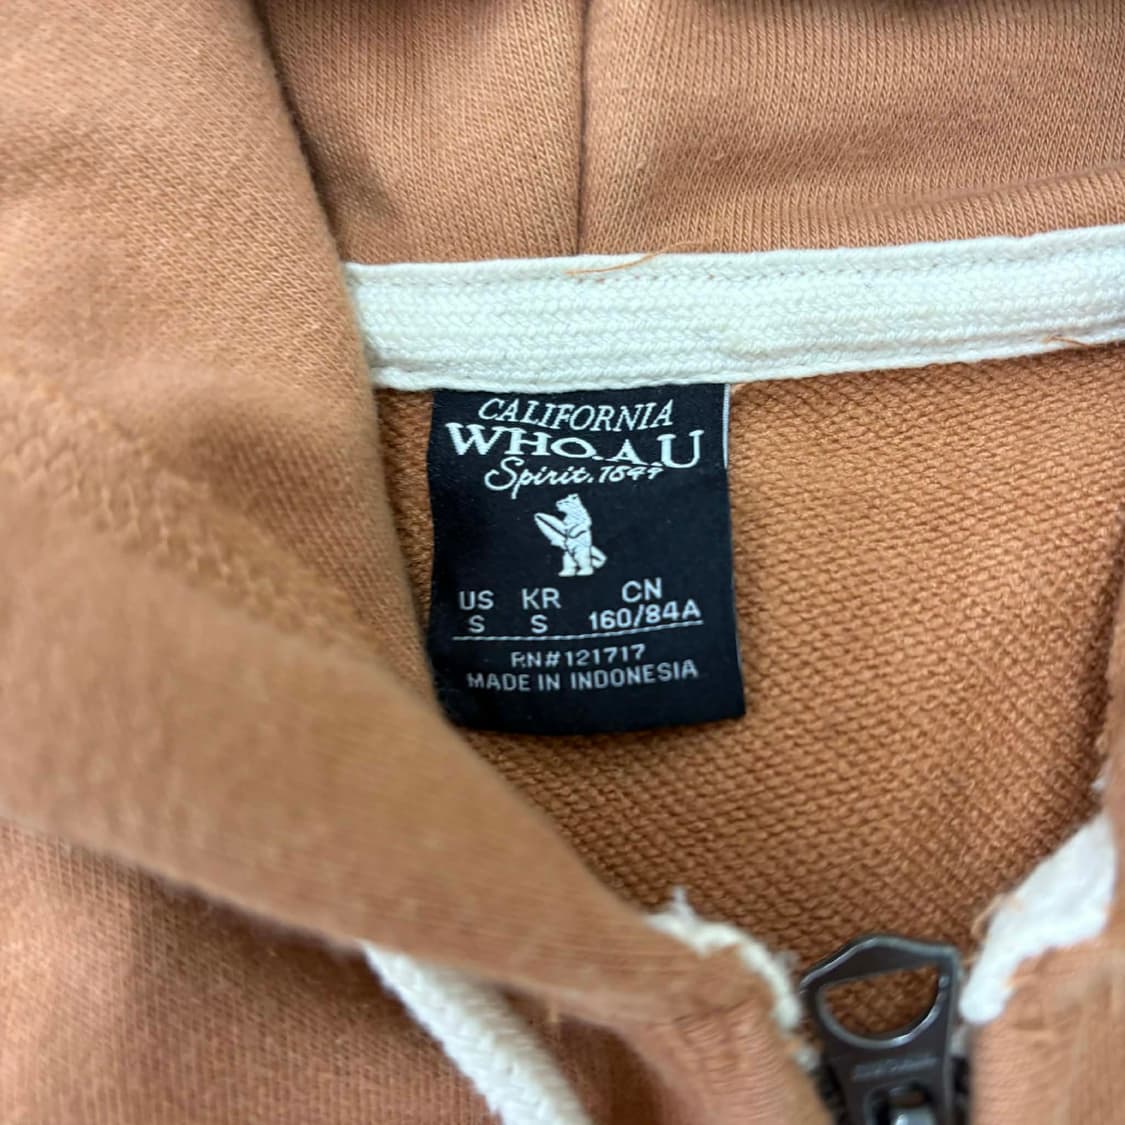 CALIFORNIA
WHO.A.U
Spirit.1849
US KR CN
S S 160/84A
RN#121717
MADE IN INDONESIA